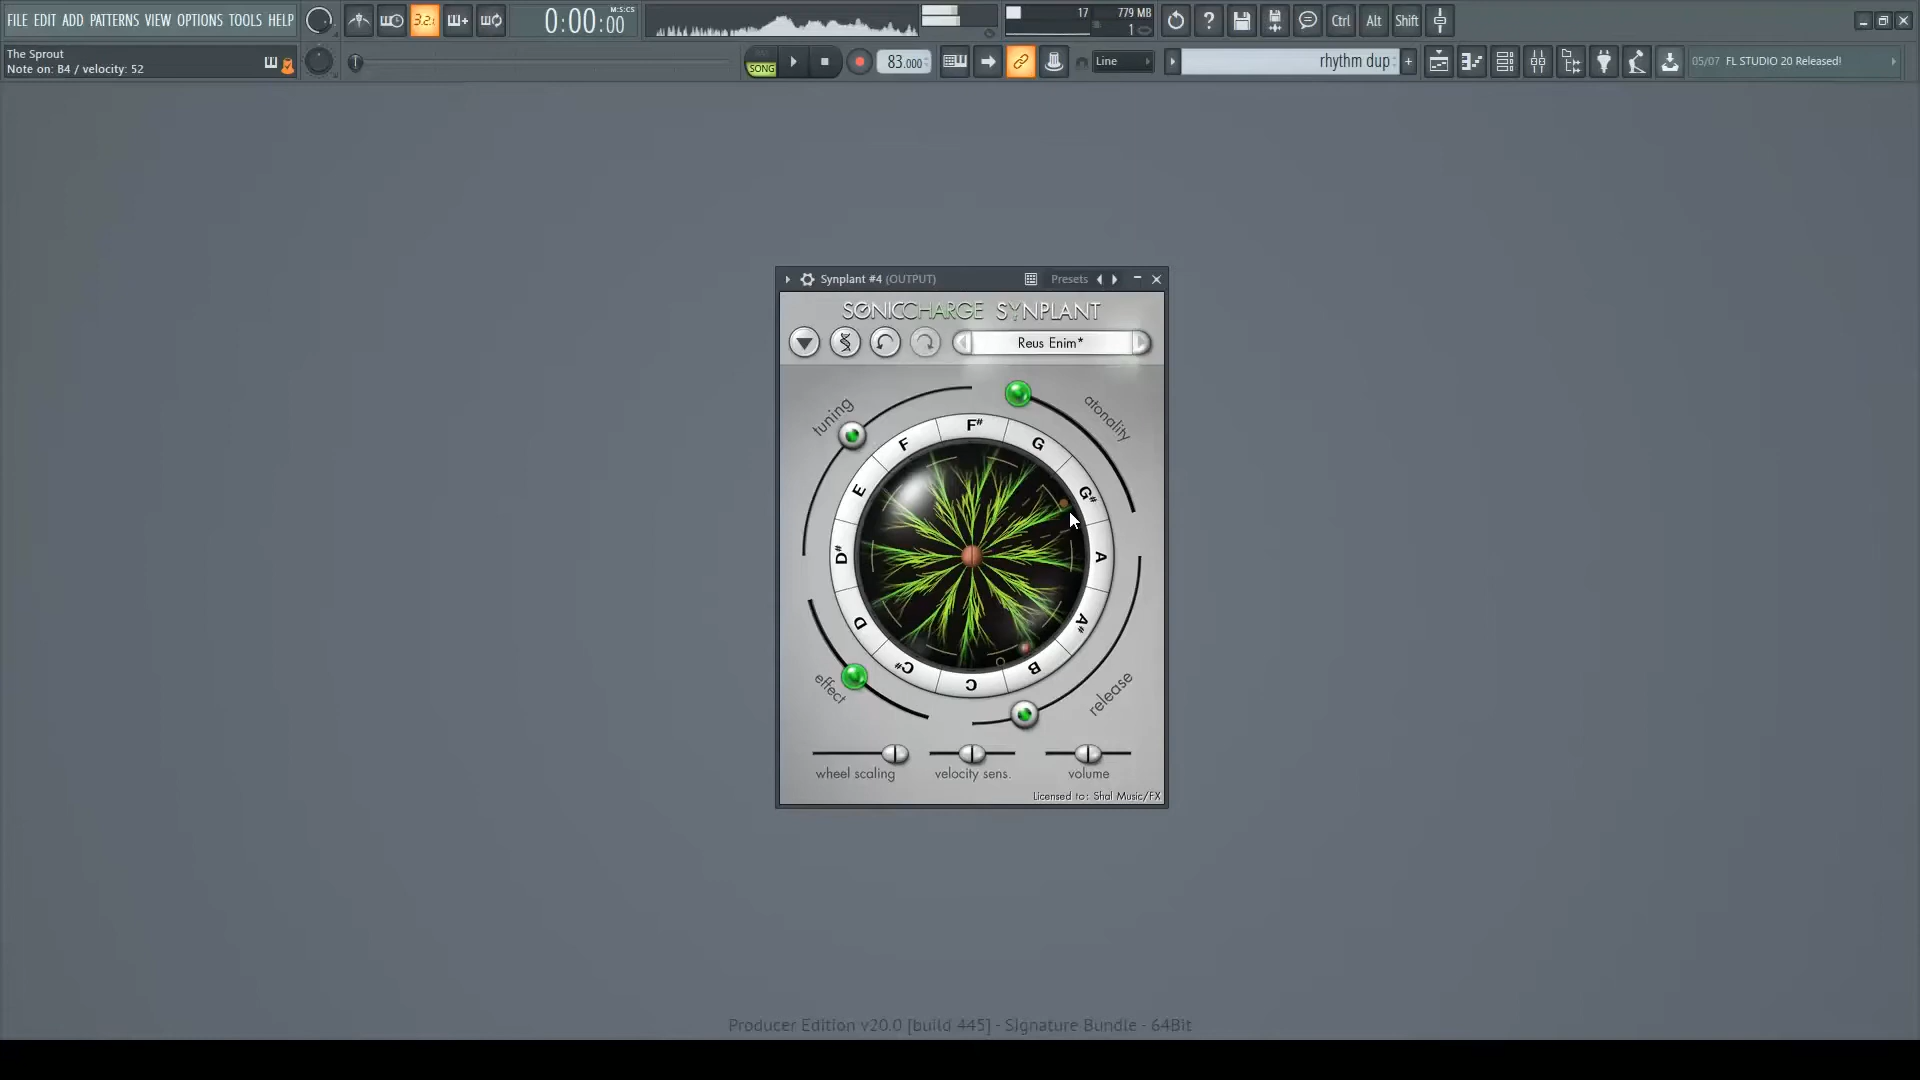 FILE EDIT ADD PATTERNS VIEW OPTIONS TOOLS HELP
3.2.1
0:00:00
M:S:CS
17
779 MB
1
Ctrl
Alt
Shift
The Sprout
Note on: B4 / velocity: 52
SONG
83.000
Line
rhythm dup
+
05/07 FL STUDIO 20 Released!
Synplant #4 (OUTPUT)
Presets
SONICCHARGE SYNPLANT
Reus Enim*
tuning
atonality
F#
G
G#
A
A#
B
C
C#
D
D#
E
F
effect
release
wheel scaling
velocity sens.
volume
Licensed to: Shal Music/FX
Producer Edition v20.0 [build 445] - Signature Bundle - 64Bit